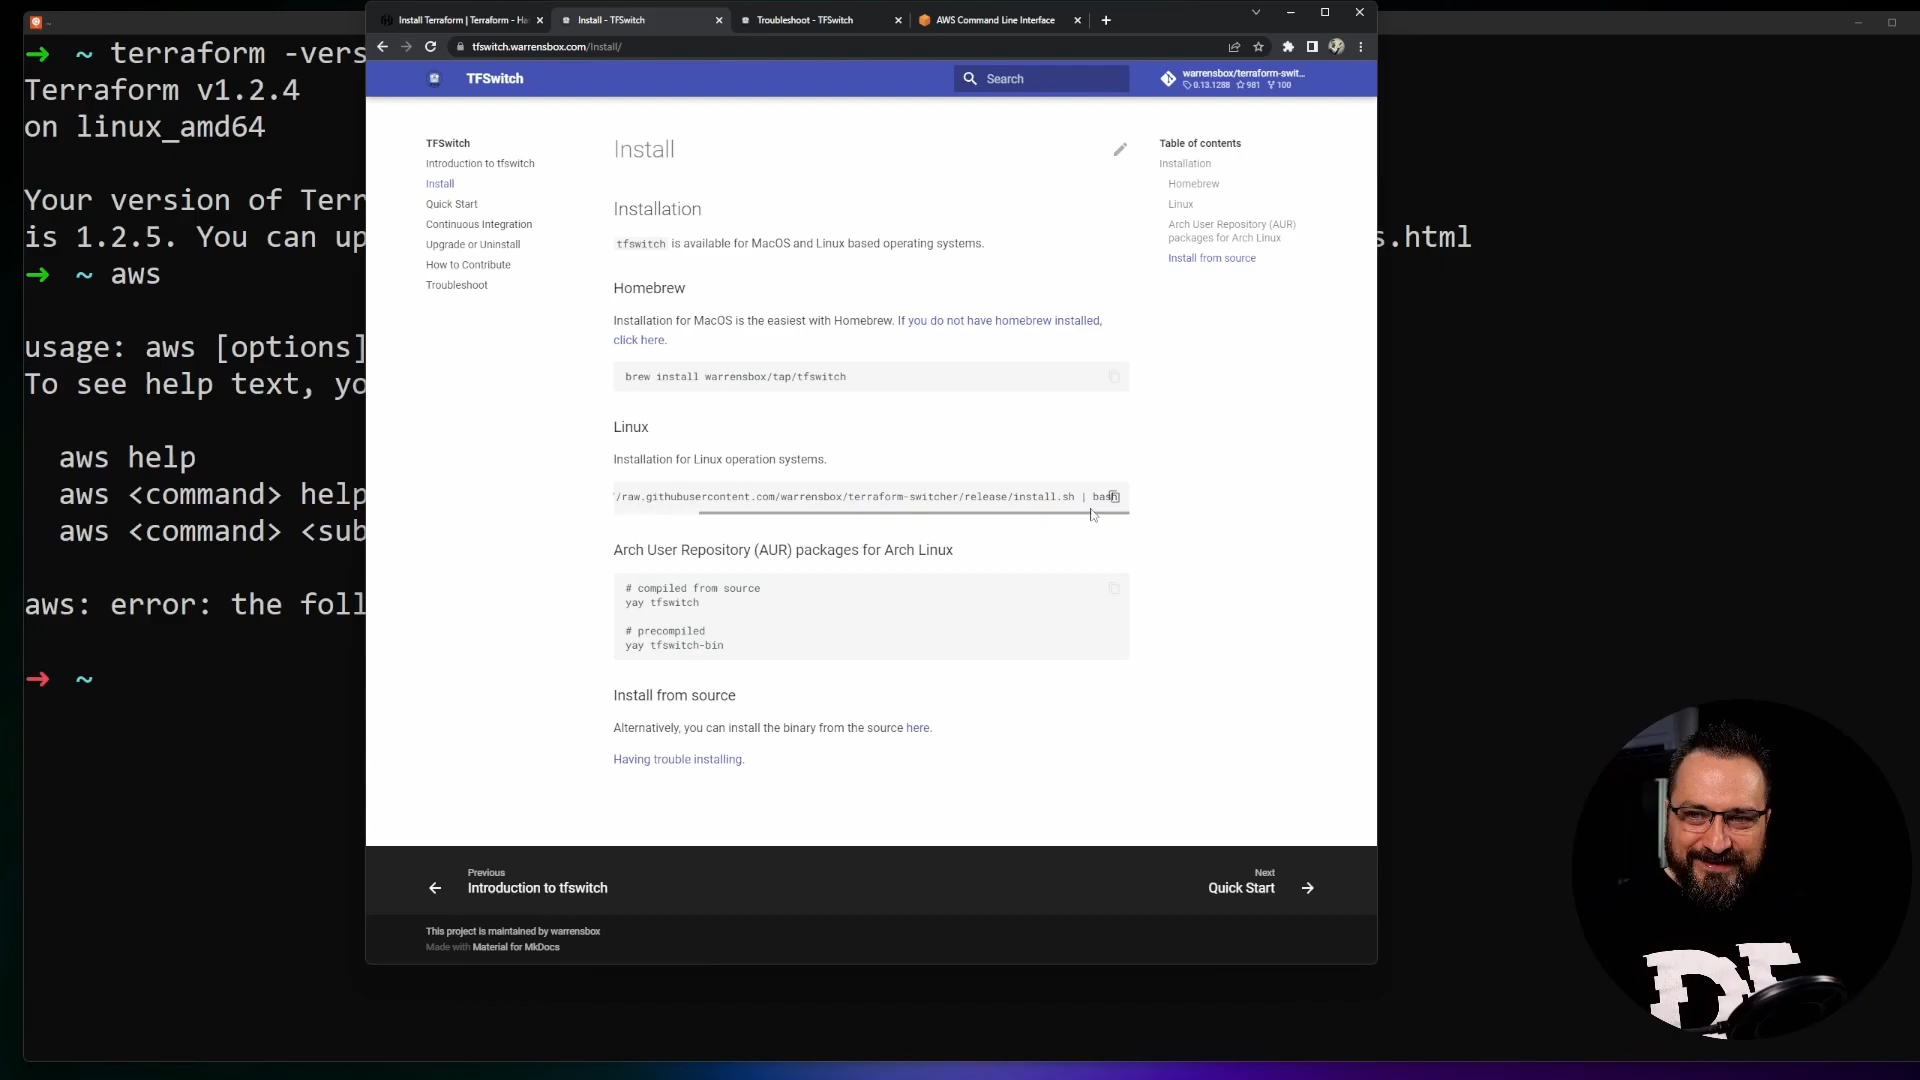 → ~ terraform -vers
Terraform v1.2.4
on linux_amd64
Your version of Terr
is 1.2.5. You can up
s.html
→ ~ aws
usage: aws [options]
To see help text, yo
aws help
aws <command> help
aws <command> <sub
aws: error: the foll
→ ~
Install Terraform | Terraform - Ha
Install - TFSwitch
Troubleshoot - TFSwitch
AWS Command Line Interface
tfswitch.warrensbox.com/Install/
TFSwitch
Search
warrensbox/terraform-swit...
0.13.1288 981 100
TFSwitch
Introduction to tfswitch
Install
Quick Start
Continuous Integration
Upgrade or Uninstall
How to Contribute
Troubleshoot
Install
Installation
tfswitch is available for MacOS and Linux based operating systems.
Homebrew
Installation for MacOS is the easiest with Homebrew. If you do not have homebrew installed,
click here.
brew install warrensbox/tap/tfswitch
Linux
Installation for Linux operation systems.
/raw.githubusercontent.com/warrensbox/terraform-switcher/release/install.sh | bash
Arch User Repository (AUR) packages for Arch Linux
# compiled from source
yay tfswitch
# precompiled
yay tfswitch-bin
Install from source
Alternatively, you can install the binary from the source here.
Having trouble installing.
Table of contents
Installation
Homebrew
Linux
Arch User Repository (AUR)
packages for Arch Linux
Install from source
Previous
Introduction to tfswitch
Next
Quick Start
This project is maintained by warrensbox
Made with Material for MkDocs